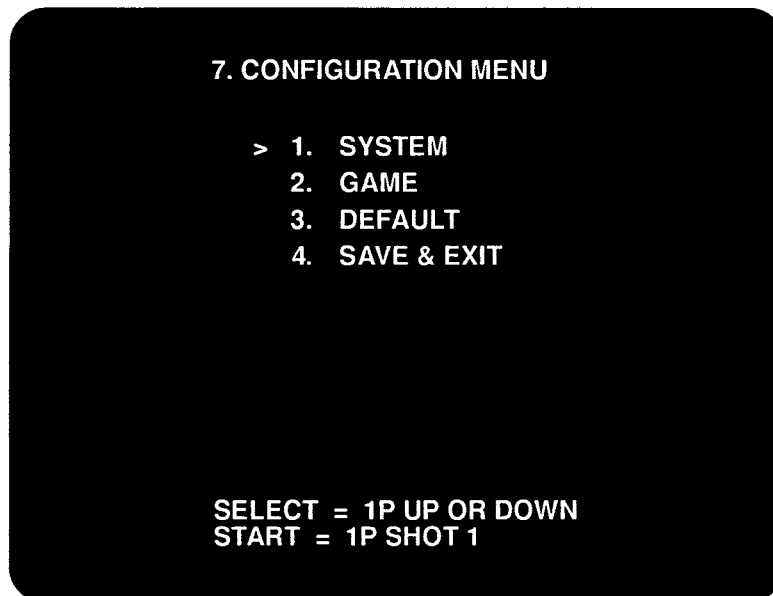 7. CONFIGURATION MENU
> 1. SYSTEM
2. GAME
3. DEFAULT
4. SAVE & EXIT
SELECT = 1P UP OR DOWN
START = 1P SHOT 1